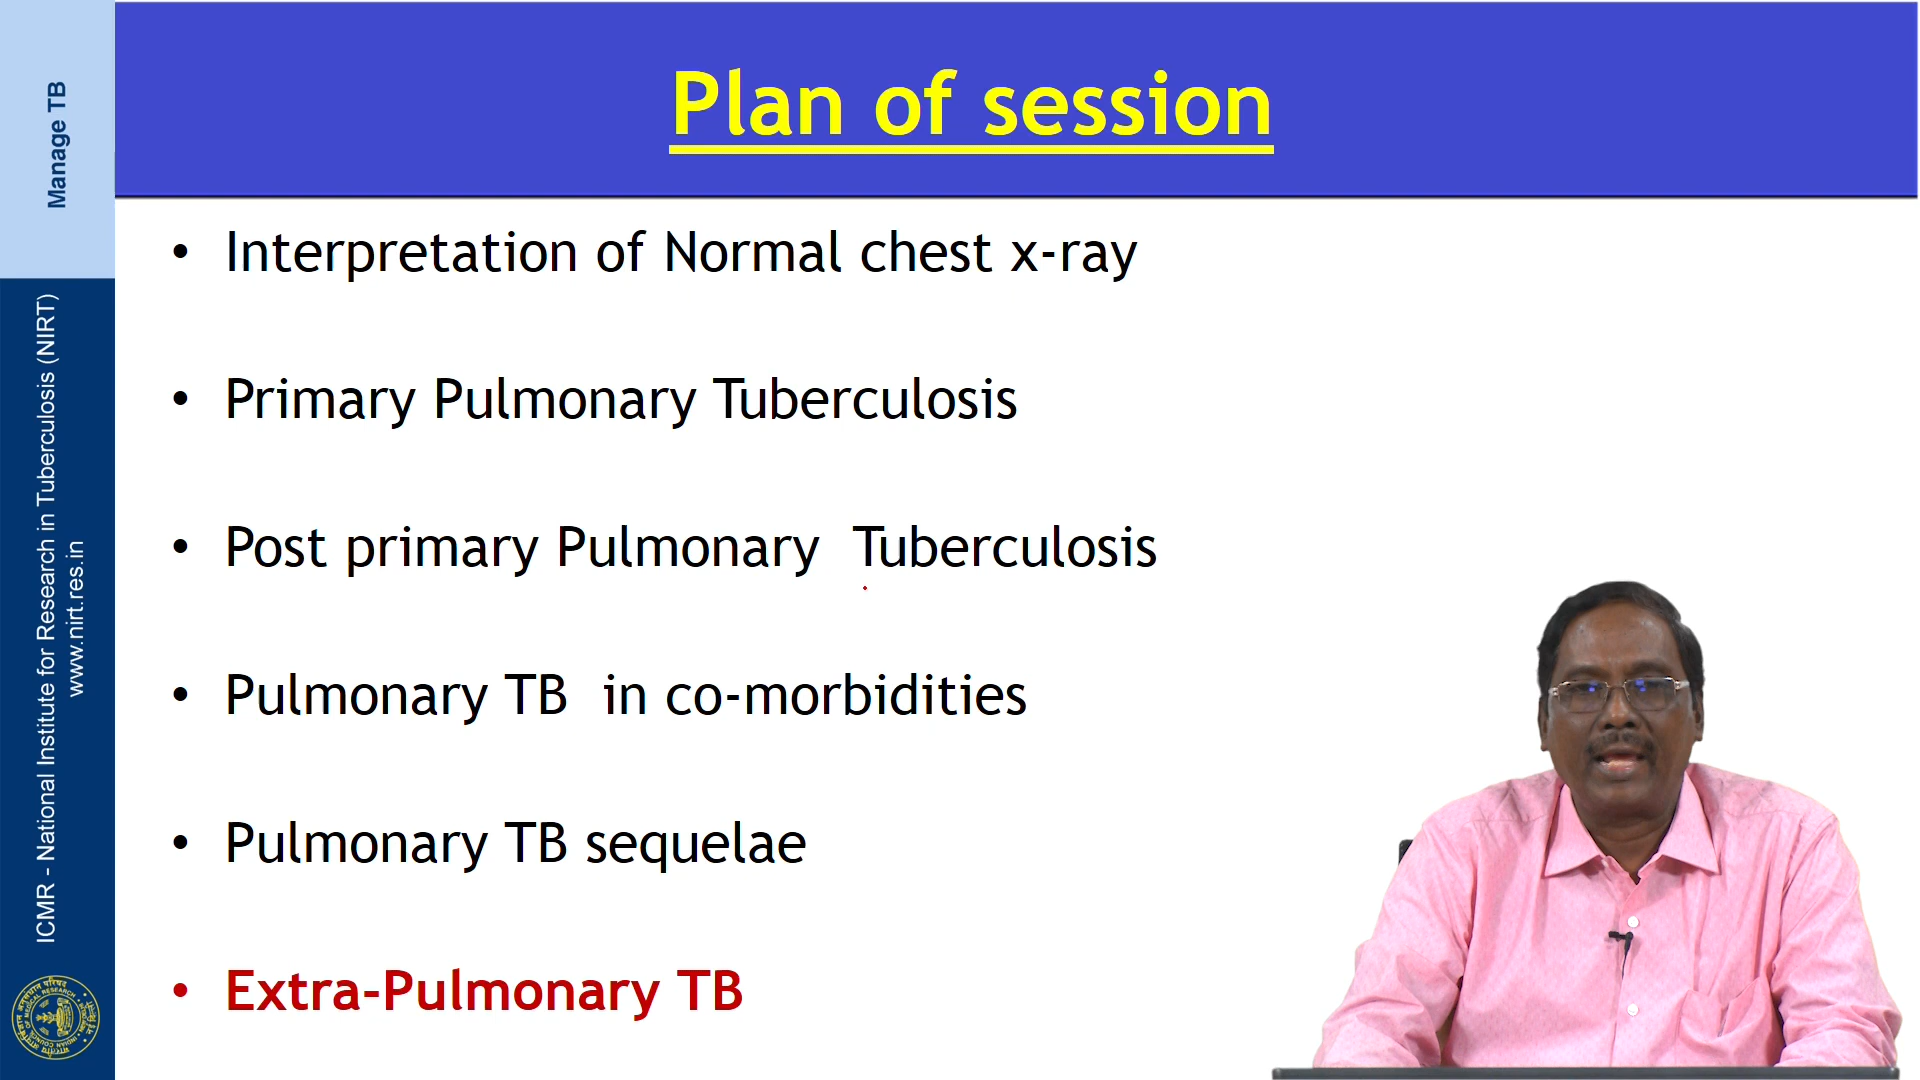 Plan of session
• Interpretation of Normal chest x-ray
• Primary Pulmonary Tuberculosis
• Post primary Pulmonary  Tuberculosis
• Pulmonary TB  in co-morbidities
• Pulmonary TB sequelae
• Extra-Pulmonary TB
Manage TB
ICMR - National Institute for Research in Tuberculosis (NIRT)
www.nirt.res.in